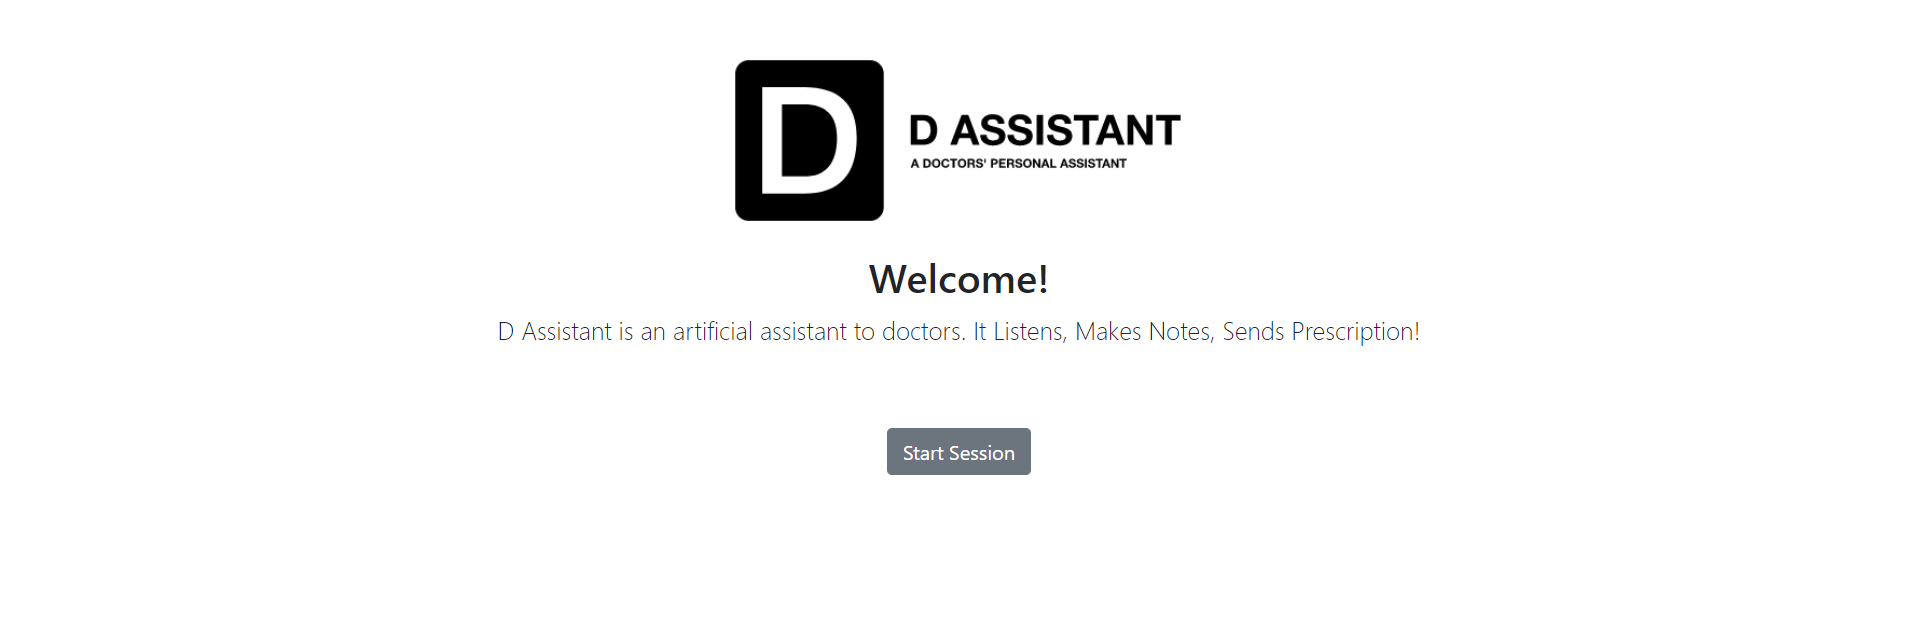 D
D ASSISTANT
A DOCTORS' PERSONAL ASSISTANT
Welcome!
D Assistant is an artificial assistant to doctors. It Listens, Makes Notes, Sends Prescription!
Start Session